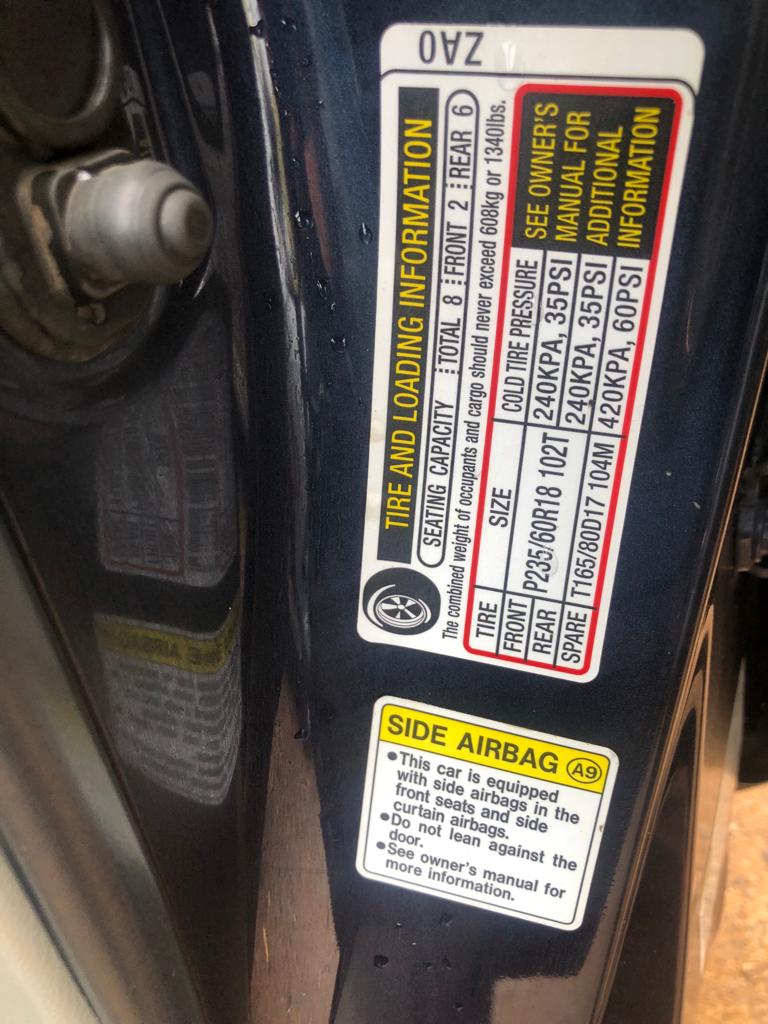 ZA0
TIRE AND LOADING INFORMATION
SEATING CAPACITY TOTAL 8 FRONT 2 REAR 6
The combined weight of occupants and cargo should never exceed 608kg or 1340lbs.
TIRE SIZE COLD TIRE PRESSURE
FRONT P235/60R18 102T 240KPA, 35PSI
REAR 240KPA, 35PSI
SPARE T165/80D17 104M 420KPA, 60PSI
SEE OWNER'S
MANUAL FOR
ADDITIONAL
INFORMATION
SIDE AIRBAG A9
•This car is equipped
with side airbags in the
front seats and side
curtain airbags.
•Do not lean against the
door.
•See owner's manual for
more information.